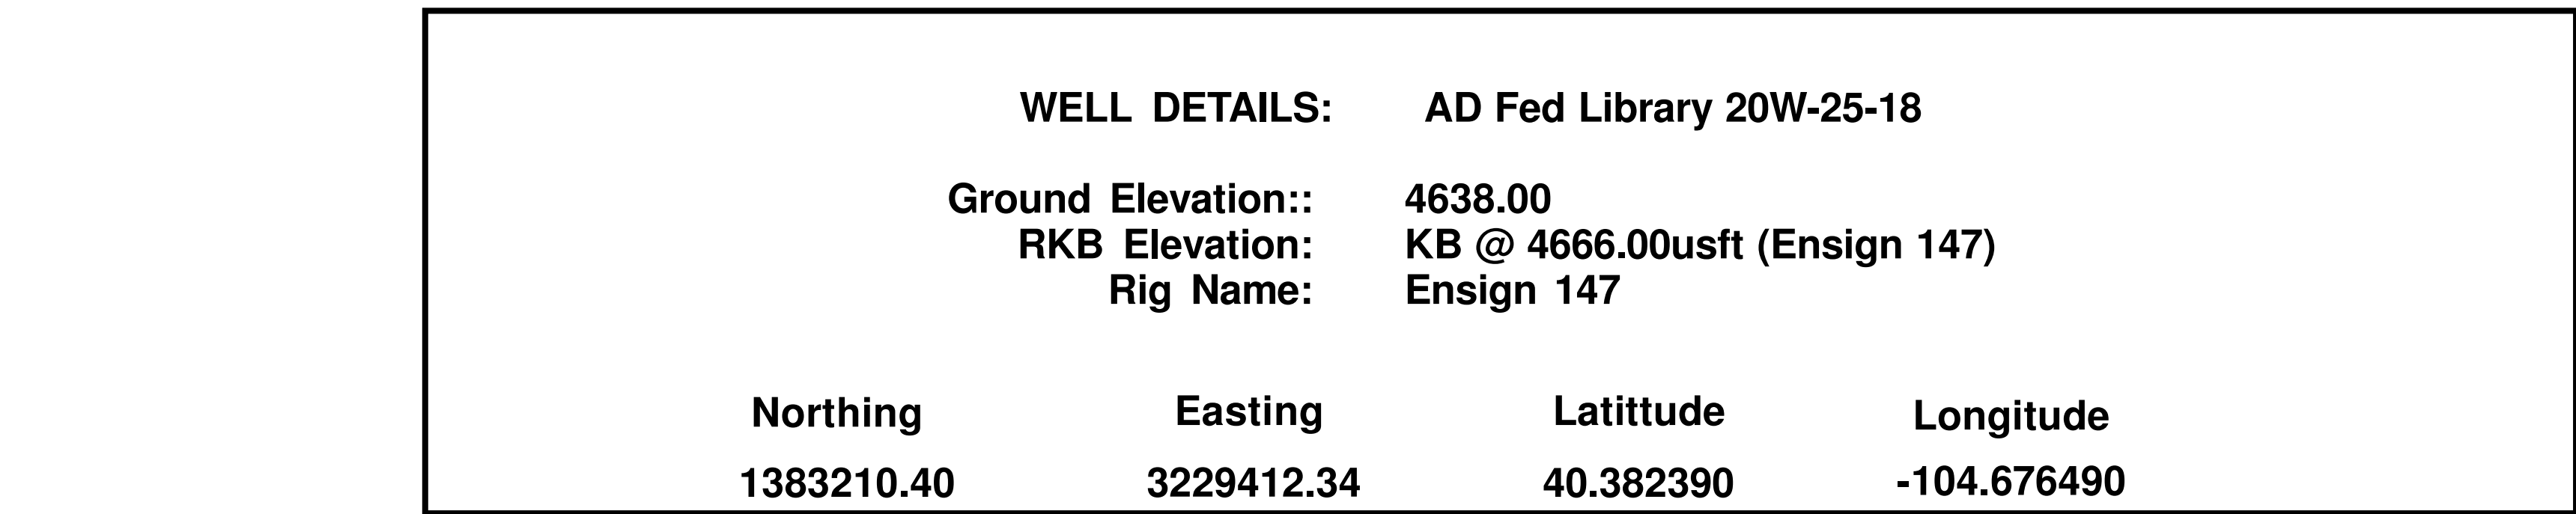 WELL DETAILS: AD Fed Library 20W-25-18
Ground Elevation:: 4638.00
RKB Elevation: KB @ 4666.00usft (Ensign 147)
Rig Name: Ensign 147
Northing Easting Latittude Longitude
1383210.40 3229412.34 40.382390 -104.676490